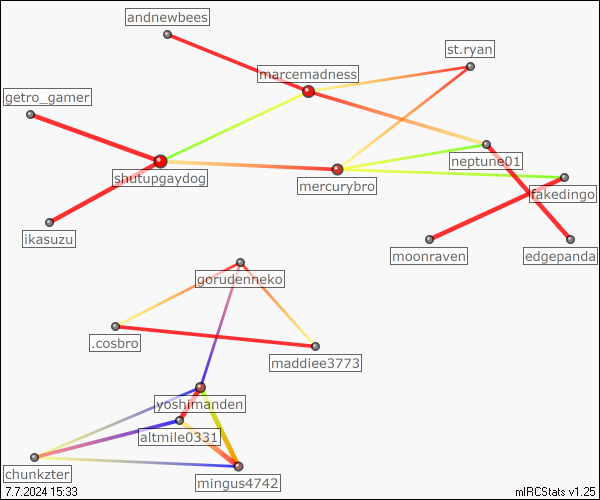 andnewbees
st.ryan
marcemadness
getro_gamer
neptune01
shutupgaydog
mercurybro
fakedingo
ikasuzu
moonraven
edgepanda
gorudenneko
.cosbro
maddiee3773
yoshimanden
altmile0331
chunkzter
mingus4742
7.7.2024 15:33
mIRCStats v1.25